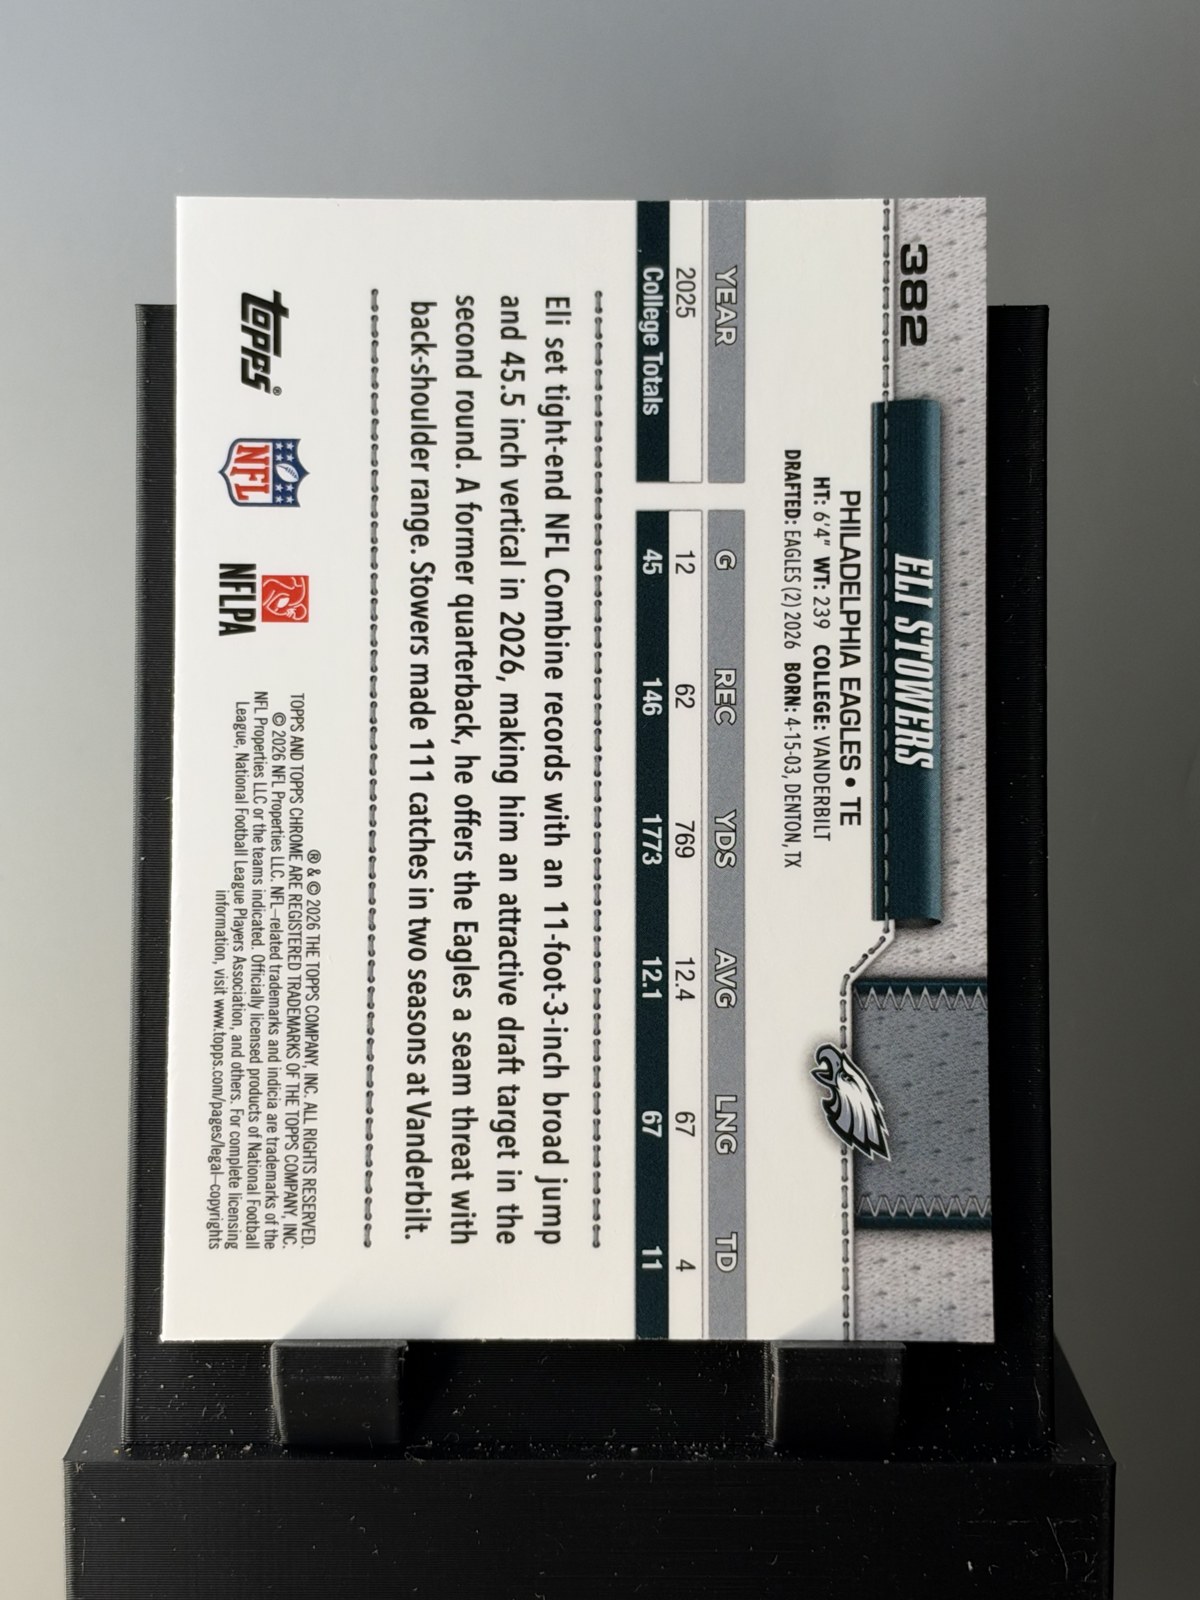 382
ELI STOWERS
PHILADELPHIA EAGLES • TE
HT: 6'4" WT: 239 COLLEGE: VANDERBILT
DRAFTED: EAGLES (2) 2026 BORN: 4-15-03, DENTON, TX
YEAR G REC YDS AVG LNG TD
2025 12 62 769 12.4 67 4
College Totals 45 146 1773 12.1 67 11
Eli set tight-end NFL Combine records with an 11-foot-3-inch broad jump
and 45.5 inch vertical in 2026, making him an attractive draft target in the
second round. A former quarterback, he offers the Eagles a seam threat with
back-shoulder range. Stowers made 111 catches in two seasons at Vanderbilt.
topps®
NFL
NFLPA
® & © 2026 THE TOPPS COMPANY, INC. ALL RIGHTS RESERVED.
TOPPS AND TOPPS CHROME ARE REGISTERED TRADEMARKS OF THE TOPPS COMPANY, INC.
© 2026 NFL Properties LLC. NFL-related trademarks and indicia are trademarks of the
NFL Properties LLC or the teams indicated. Officially licensed products of National Football
League, National Football League Players Association, and others. For complete licensing
information, visit www.topps.com/pages/legal-copyrights